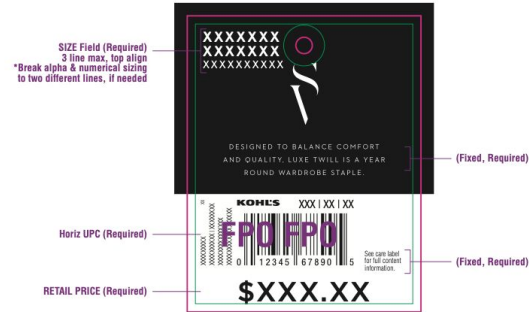 SIZE Field (Required)
3 line max, top align
*Break alpha & numerical sizing
to two different lines, if needed
XXXXXXX
XXXXXXX
XXXXXXXXXX
DESIGNED TO BALANCE COMFORT
AND QUALITY, LUXE TWILL IS A YEAR
ROUND WARDROBE STAPLE.
(Fixed, Required)
KOHL'S XXX | XX | XX
Horiz UPC (Required)
FPO FPO
0 12345 67890 5
See care label
for full content
information.
(Fixed, Required)
RETAIL PRICE (Required)
$XXX.XX